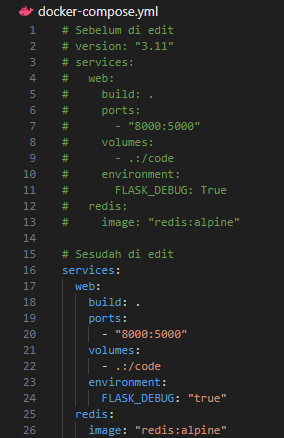 docker-compose.yml
1 # Sebelum di edit
2 # version: "3.11"
3 # services:
4 #   web:
5 #     build: .
6 #     ports:
7 #       - "8000:5000"
8 #     volumes:
9 #       - .:/code
10 #     environment:
11 #       FLASK_DEBUG: True
12 #   redis:
13 #     image: "redis:alpine"
14
15 # Sesudah di edit
16 services:
17   web:
18     build: .
19     ports:
20       - "8000:5000"
21     volumes:
22       - .:/code
23     environment:
24       FLASK_DEBUG: "true"
25   redis:
26     image: "redis:alpine"